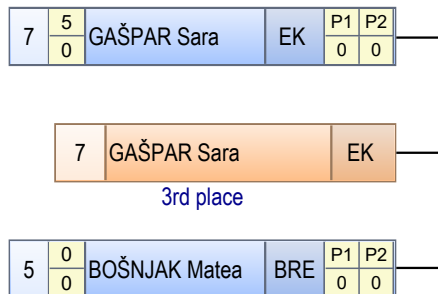 7 5 0 GAŠPAR Sara EK P1 P2 0 0
7 GAŠPAR Sara EK
3rd place
5 0 0 BOŠNJAK Matea BRE P1 P2 0 0